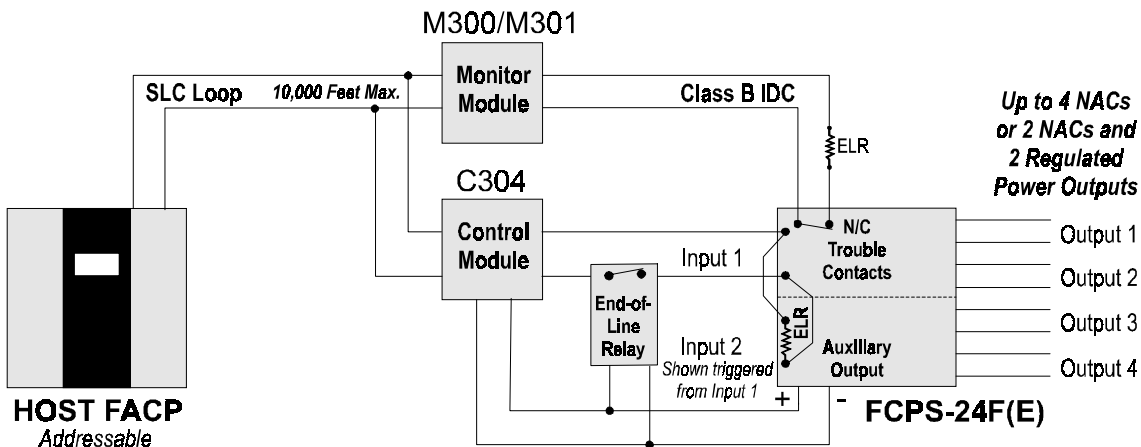 M300/M301
Monitor
Module
SLC Loop
10,000 Feet Max.
Class B IDC
ELR
Up to 4 NACs
or 2 NACs and
2 Regulated
Power Outputs
C304
Control
Module
Input 1
End-of-
Line
Relay
Input 2
Shown triggered
from Input 1
N/C
Trouble
Contacts
ELR
Auxiliary
Output
Output 1
Output 2
Output 3
Output 4
+
-
HOST FACP
Addressable
FCPS-24F(E)